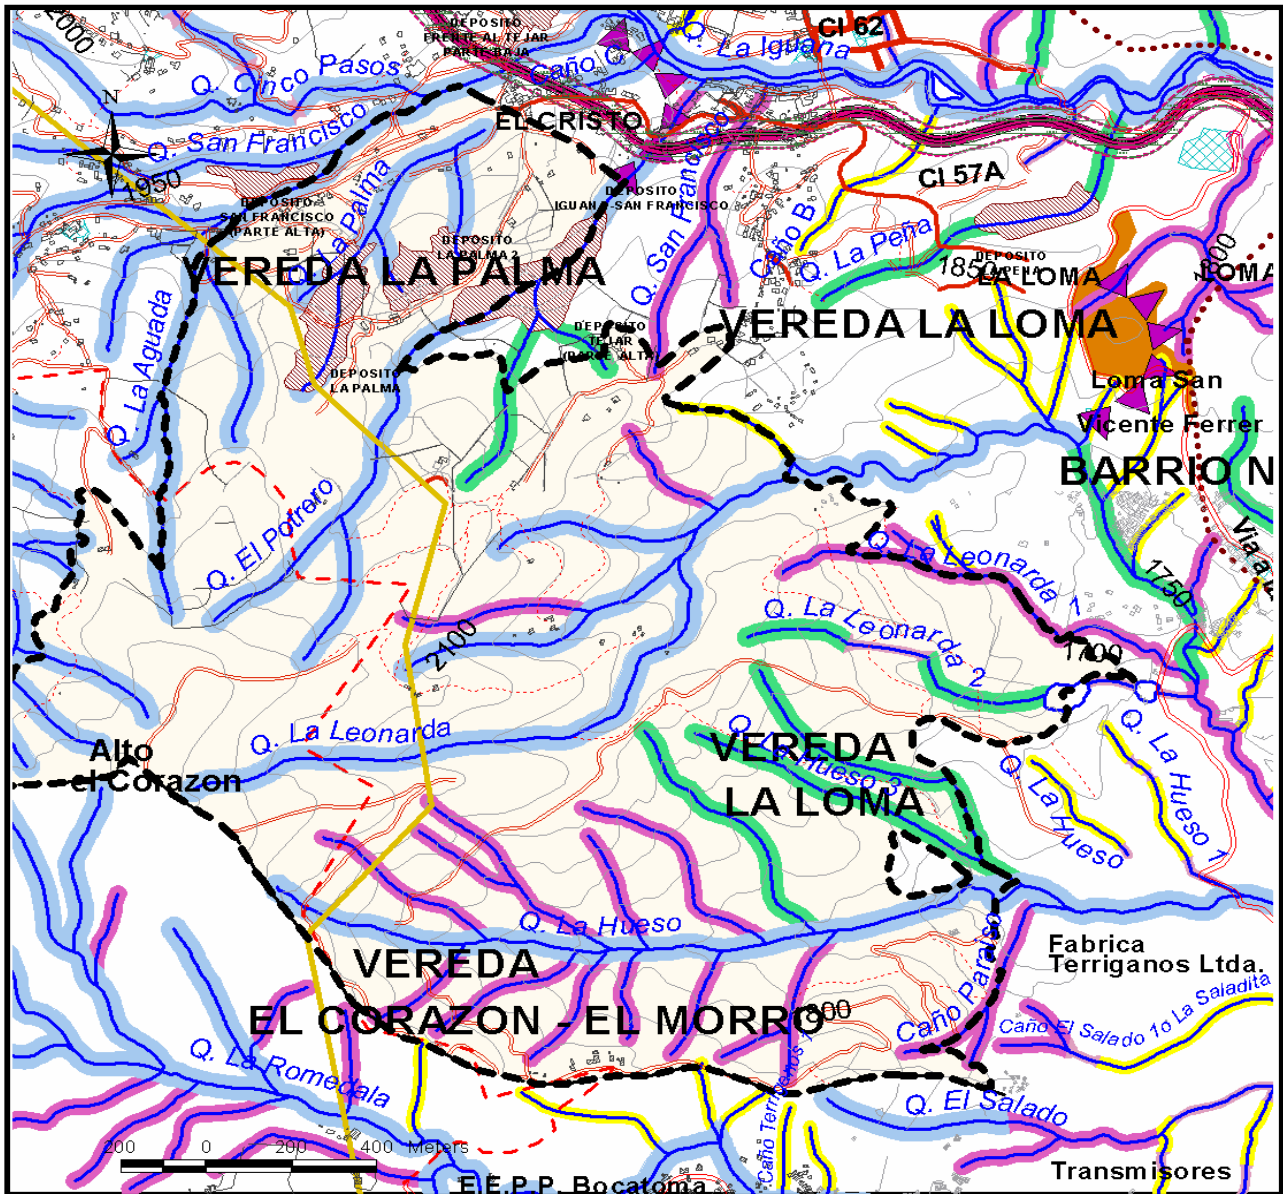 2000
DEPOSITO
FRENTE AL TEJAR
PARTE BAJA
Cl 62
Q. La Iguana
Q. Cinco Pasos
Caño C
N
EL CRISTO
Q. San Francisco
1950
Cl 57A
DEPOSITO
SAN FRANCISCO
(PARTE ALTA)
Q. La Palma
DEPOSITO
IGUANA-SAN FRANCISCO
Q. San Francisco
Caño B
Q. La Peña
DEPOSITO
LA PALMA 2
VEREDA LA PALMA
1850
DEPOSITO
LA LOMA
LOMA
VEREDA LA LOMA
DEPOSITO
TEJAR
(PARTE ALTA)
Q. La Aguada
DEPOSITO
LA PALMA
Loma San
Vicente Ferrer
BARRIO N
Q. El Potrero
Via a
Q. La Leonarda 1
1750
Q. La Leonarda 2
1700
2100
Q. La Leonarda
Alto
el Corazon
VEREDA
LA LOMA
Q. La Hueso 3
Q. La Hueso
Q. La Hueso 1
Q. La Hueso
VEREDA
EL CORAZON - EL MORRO
Caño Paraiso
Fabrica
Terriganos Ltda.
Caño El Salado 1o La Saladita
Q. La Romedala
Q. El Salado
200 0 200 400 Meters
Transmisores
E.E.P.P. Bocatoma